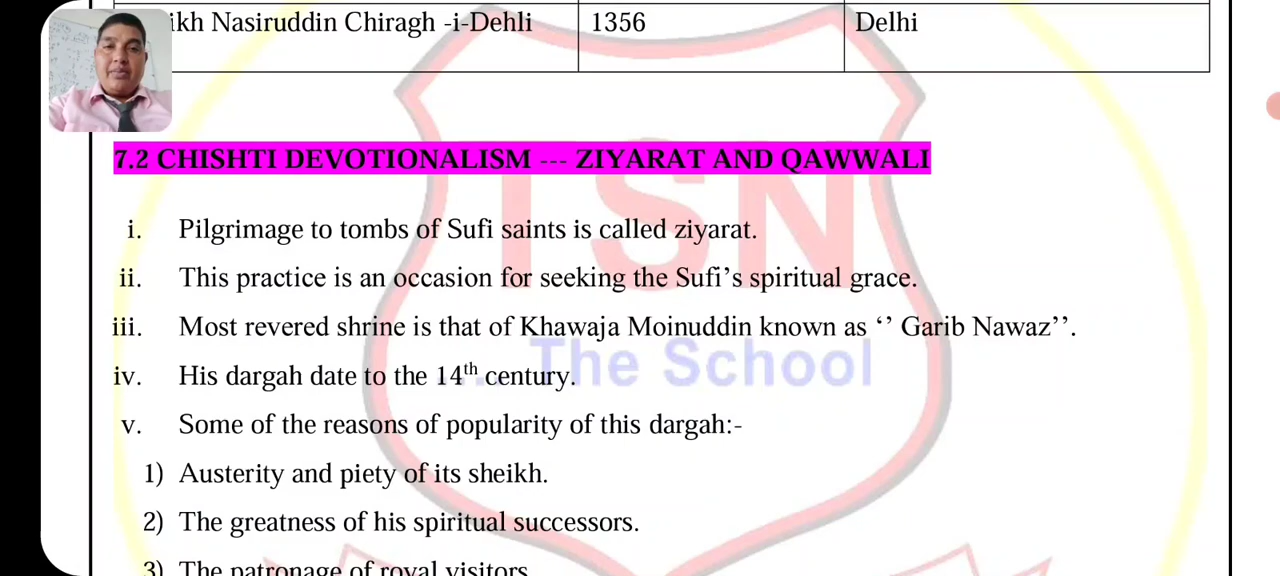 ikh Nasiruddin Chiragh -i-Dehli 1356 Delhi
7.2 CHISHTI DEVOTIONALISM --- ZIYARAT AND QAWWALI
i. Pilgrimage to tombs of Sufi saints is called ziyarat.
ii. This practice is an occasion for seeking the Sufi’s spiritual grace.
iii. Most revered shrine is that of Khawaja Moinuddin known as ‘’ Garib Nawaz’’.
iv. His dargah date to the 14th century.
v. Some of the reasons of popularity of this dargah:-
1) Austerity and piety of its sheikh.
2) The greatness of his spiritual successors.
3) The patronage of royal visitors
TSN
... The School